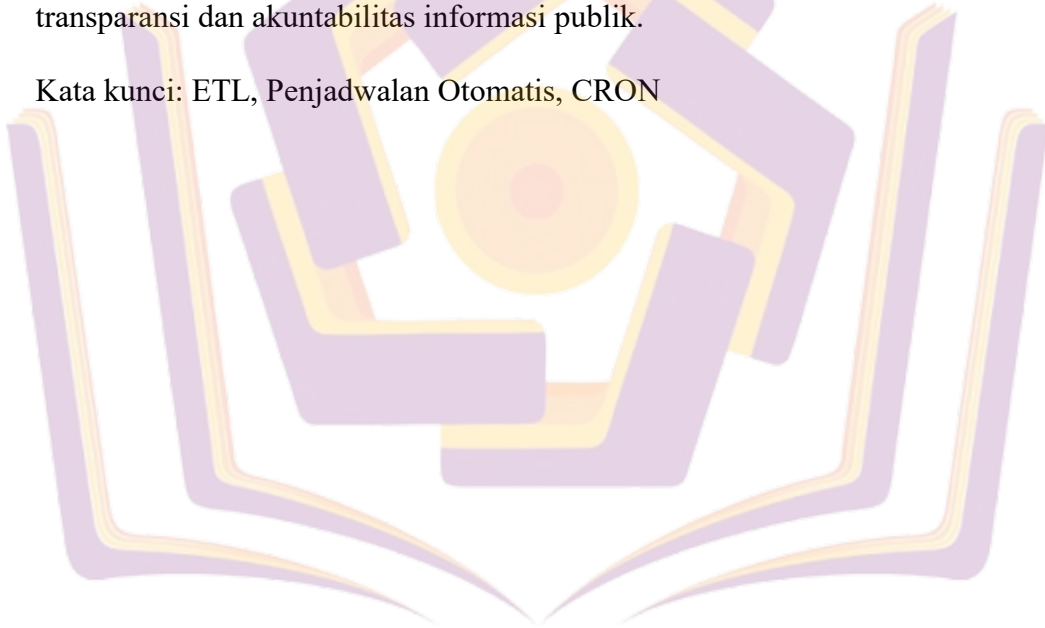 transparansi dan akuntabilitas informasi publik.
Kata kunci: ETL, Penjadwalan Otomatis, CRON